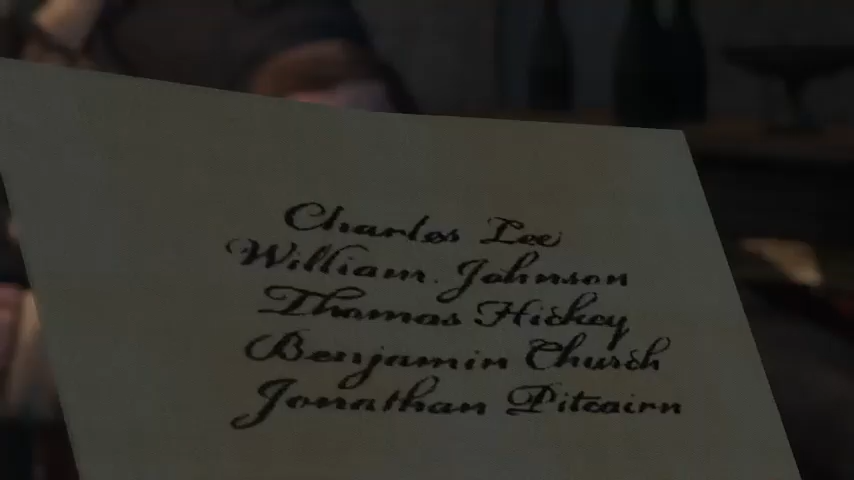 Charles Lee
William Johnson
Thomas Hickey
Benjamin Church
Jonathan Pitcairn